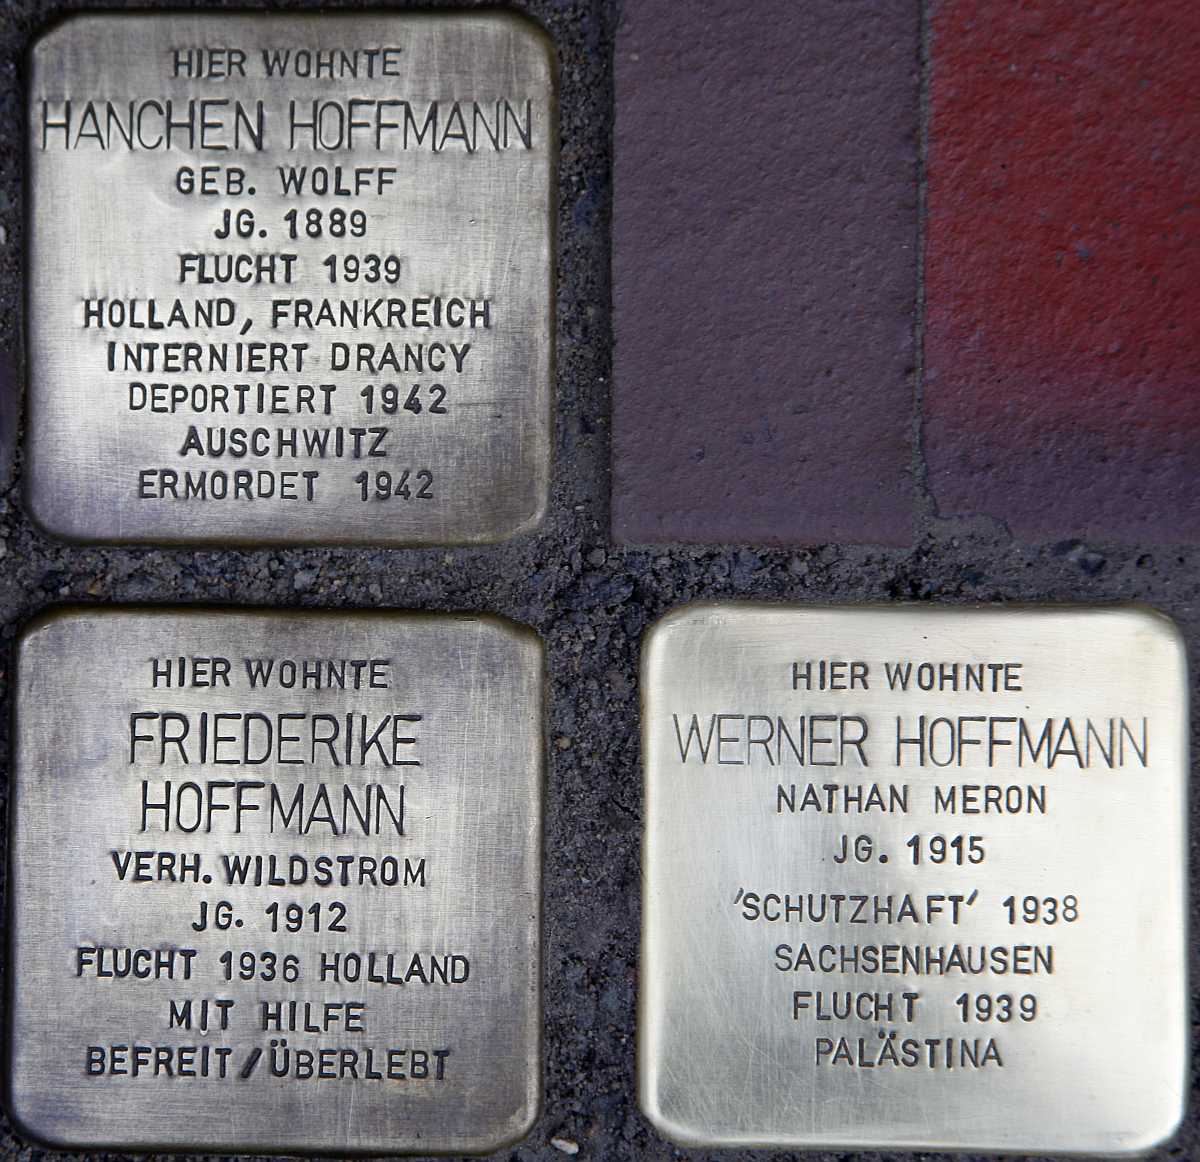 HIER WOHNTE
HANCHEN HOFFMANN
GEB. WOLFF
JG. 1889
FLUCHT 1939
HOLLAND, FRANKREICH
INTERNIERT DRANCY
DEPORTIERT 1942
AUSCHWITZ
ERMORDET 1942
HIER WOHNTE
FRIEDERIKE
HOFFMANN
VERH. WILDSTROM
JG. 1912
FLUCHT 1936 HOLLAND
MIT HILFE
BEFREIT/ÜBERLEBT
HIER WOHNTE
WERNER HOFFMANN
NATHAN MERON
JG. 1915
'SCHUTZHAFT' 1938
SACHSENHAUSEN
FLUCHT 1939
PALÄSTINA